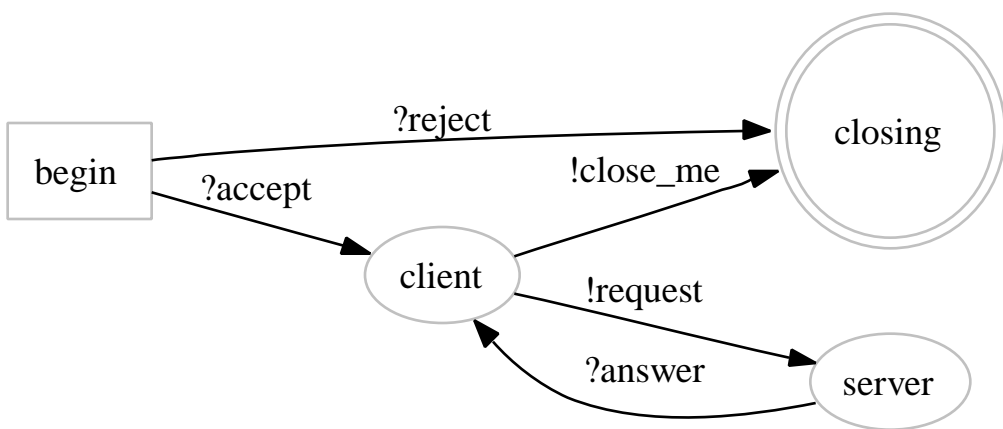 ?reject
closing
begin
?accept
!close_me
client
!request
?answer
server